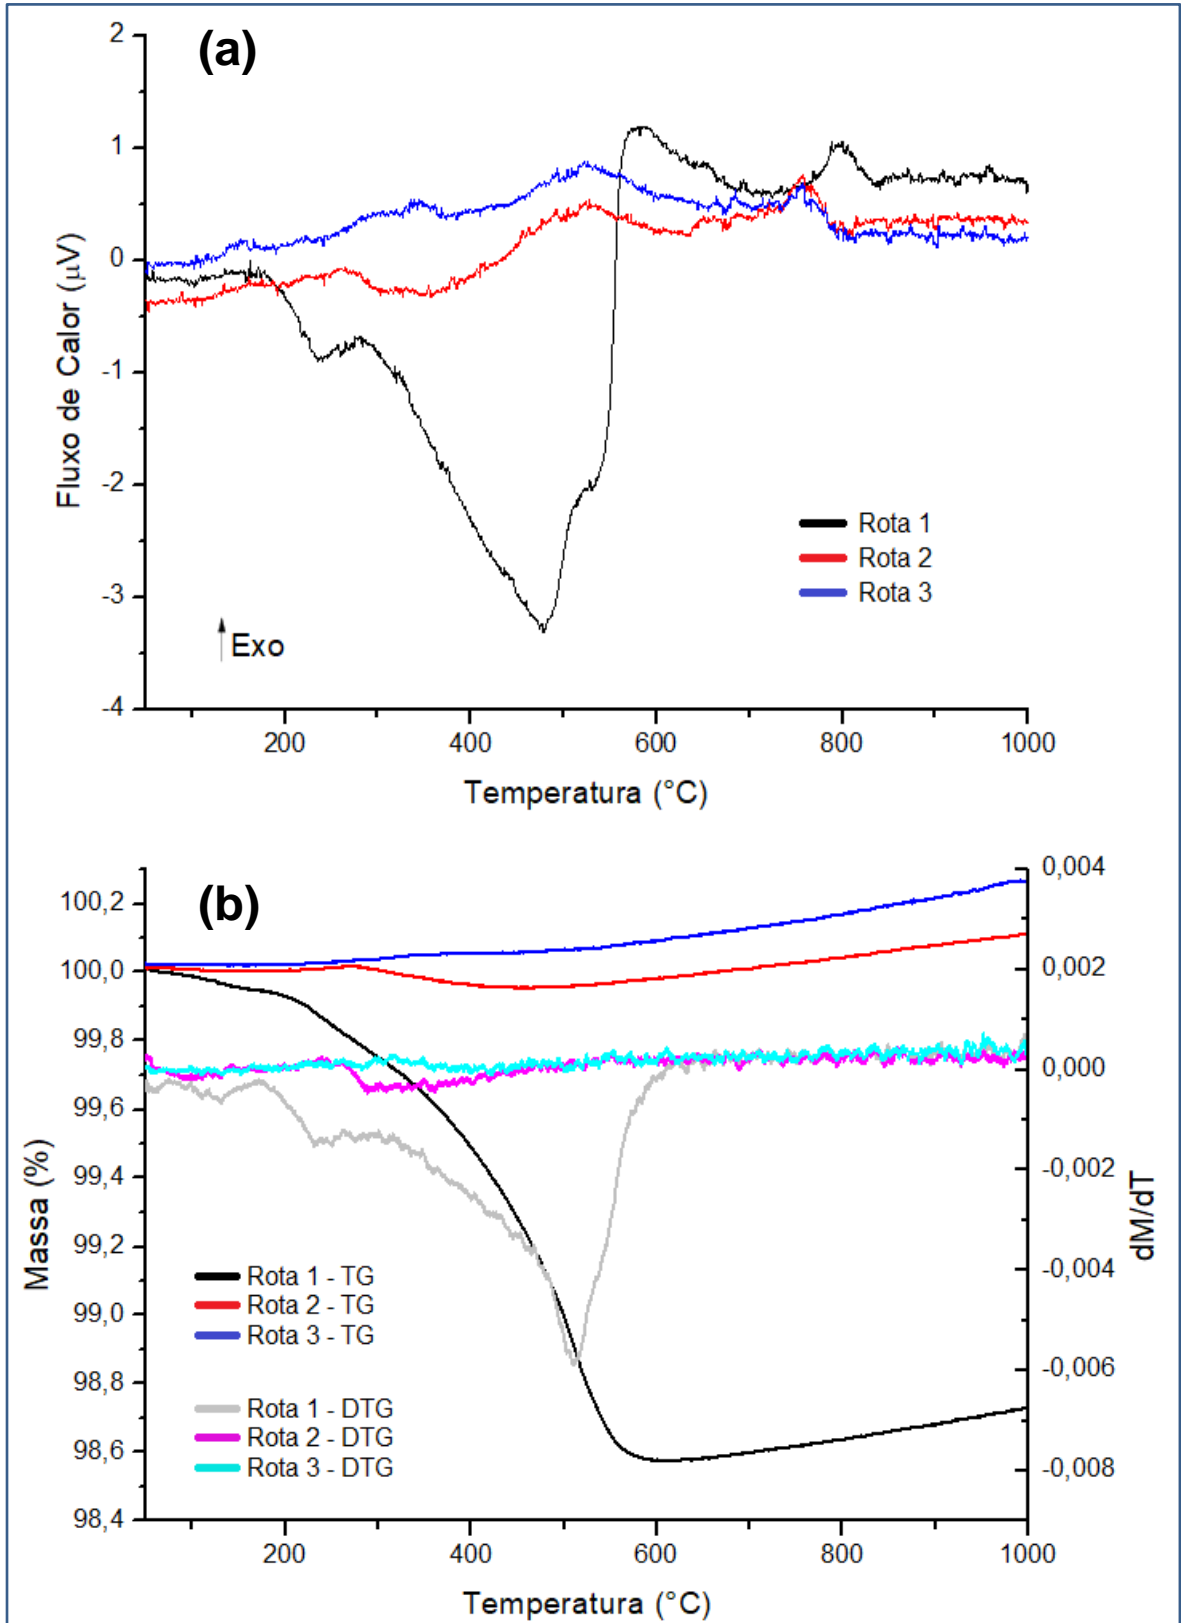 (a)
2
1
0
-1
-2
-3
-4
Fluxo de Calor (µV)
Rota 1
Rota 2
Rota 3
Exo
200 400 600 800 1000
Temperatura (°C)
(b)
100,2
100,0
99,8
99,6
99,4
99,2
99,0
98,8
98,6
98,4
Massa (%)
0,004
0,002
0,000
-0,002
-0,004
-0,006
-0,008
dM/dT
Rota 1 - TG
Rota 2 - TG
Rota 3 - TG
Rota 1 - DTG
Rota 2 - DTG
Rota 3 - DTG
200 400 600 800 1000
Temperatura (°C)